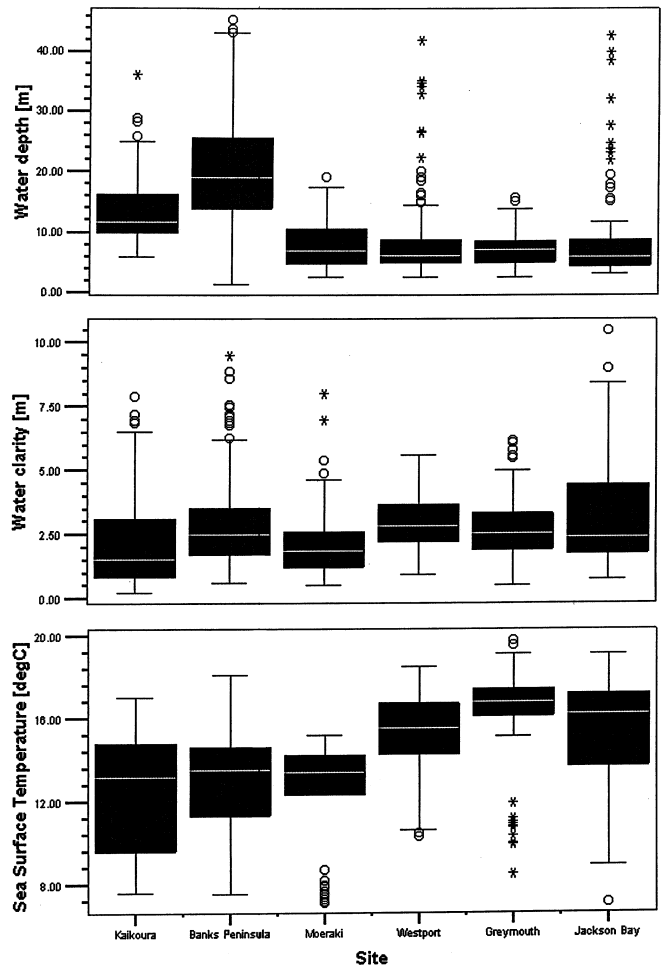 Water depth [m]
40.00
30.00
20.00
10.00
0.00
Water clarity [m]
10.00
7.50
5.00
2.50
0.00
Sea Surface Temperature [degC]
20.00
16.00
12.00
8.00
Kaikoura Banks Peninsula Moeraki Westport Greymouth Jackson Bay
Site